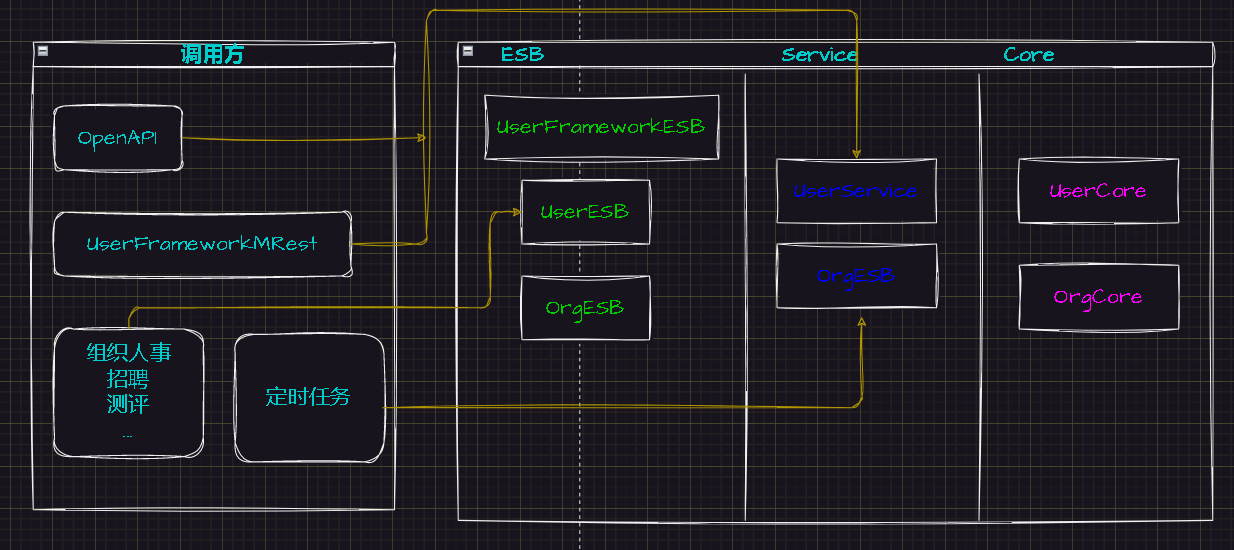 调用方
OpenAPI
UserFrameworkMRest
组织人事
招聘
测评
...
定时任务
ESB
Service
Core
UserFrameworkESB
UserESB
OrgESB
UserService
OrgESB
UserCore
OrgCore